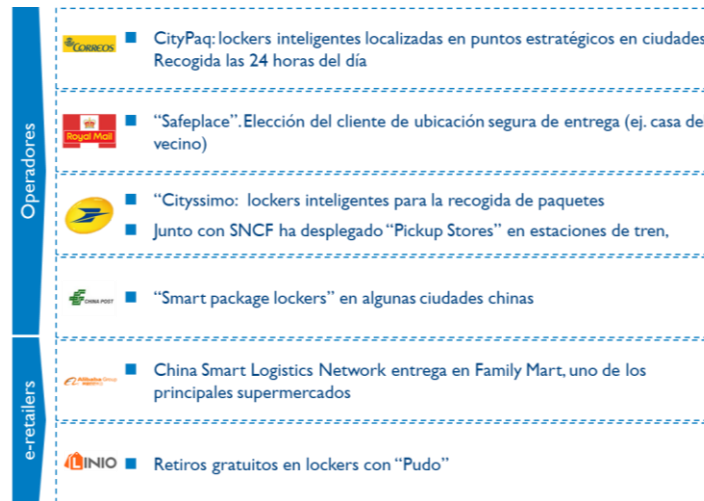 Operadores
CORREOS
CityPaq: lockers inteligentes localizadas en puntos estratégicos en ciudades
Recogida las 24 horas del día
Royal Mail
“Safeplace”. Elección del cliente de ubicación segura de entrega (ej. casa de
vecino)
“Cityssimo: lockers inteligentes para la recogida de paquetes
Junto con SNCF ha desplegado “Pickup Stores” en estaciones de tren,
CHINA POST
“Smart package lockers” en algunas ciudades chinas
e-retailers
Alibaba Group
China Smart Logistics Network entrega en Family Mart, uno de los
principales supermercados
LINIO
Retiros gratuitos en lockers con “Pudo”